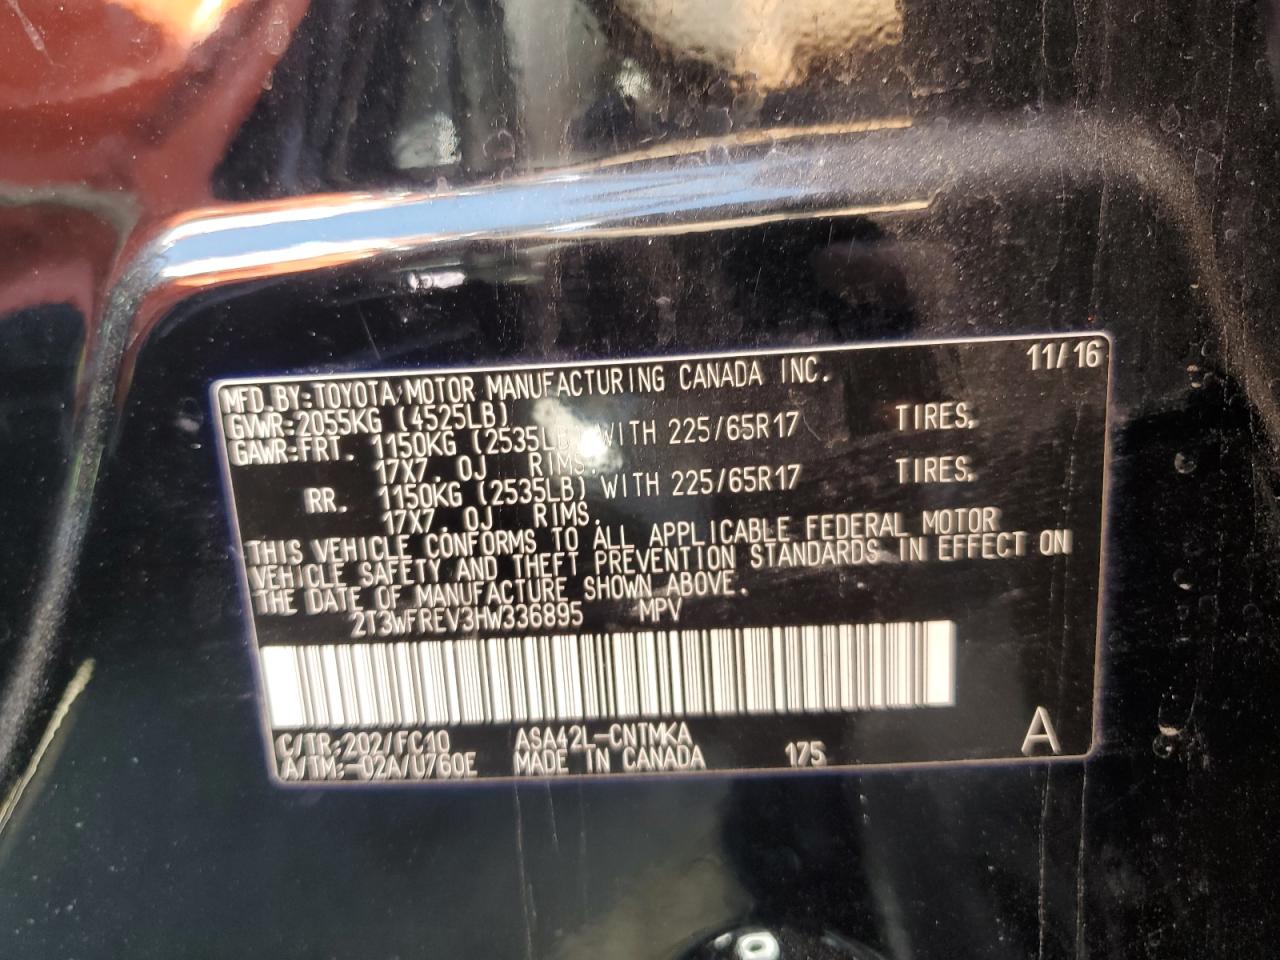 11/16
MFD BY:TOYOTA MOTOR MANUFACTURING CANADA INC.
GVWR:2055KG (4525LB)
GAWR:FRT. 1150KG (2535LB) WITH 225/65R17 TIRES,
17X7.0J RIMS.
RR. 1150KG (2535LB) WITH 225/65R17 TIRES,
17X7.0J RIMS.
THIS VEHICLE CONFORMS TO ALL APPLICABLE FEDERAL MOTOR
VEHICLE SAFETY AND THEFT PREVENTION STANDARDS IN EFFECT ON
THE DATE OF MANUFACTURE SHOWN ABOVE.
2T3WFREV3HW336895 MPV
C/TR:202/FC10 ASA42L-CNTMKA
A/TM:-02A/U760E MADE IN CANADA 175 A